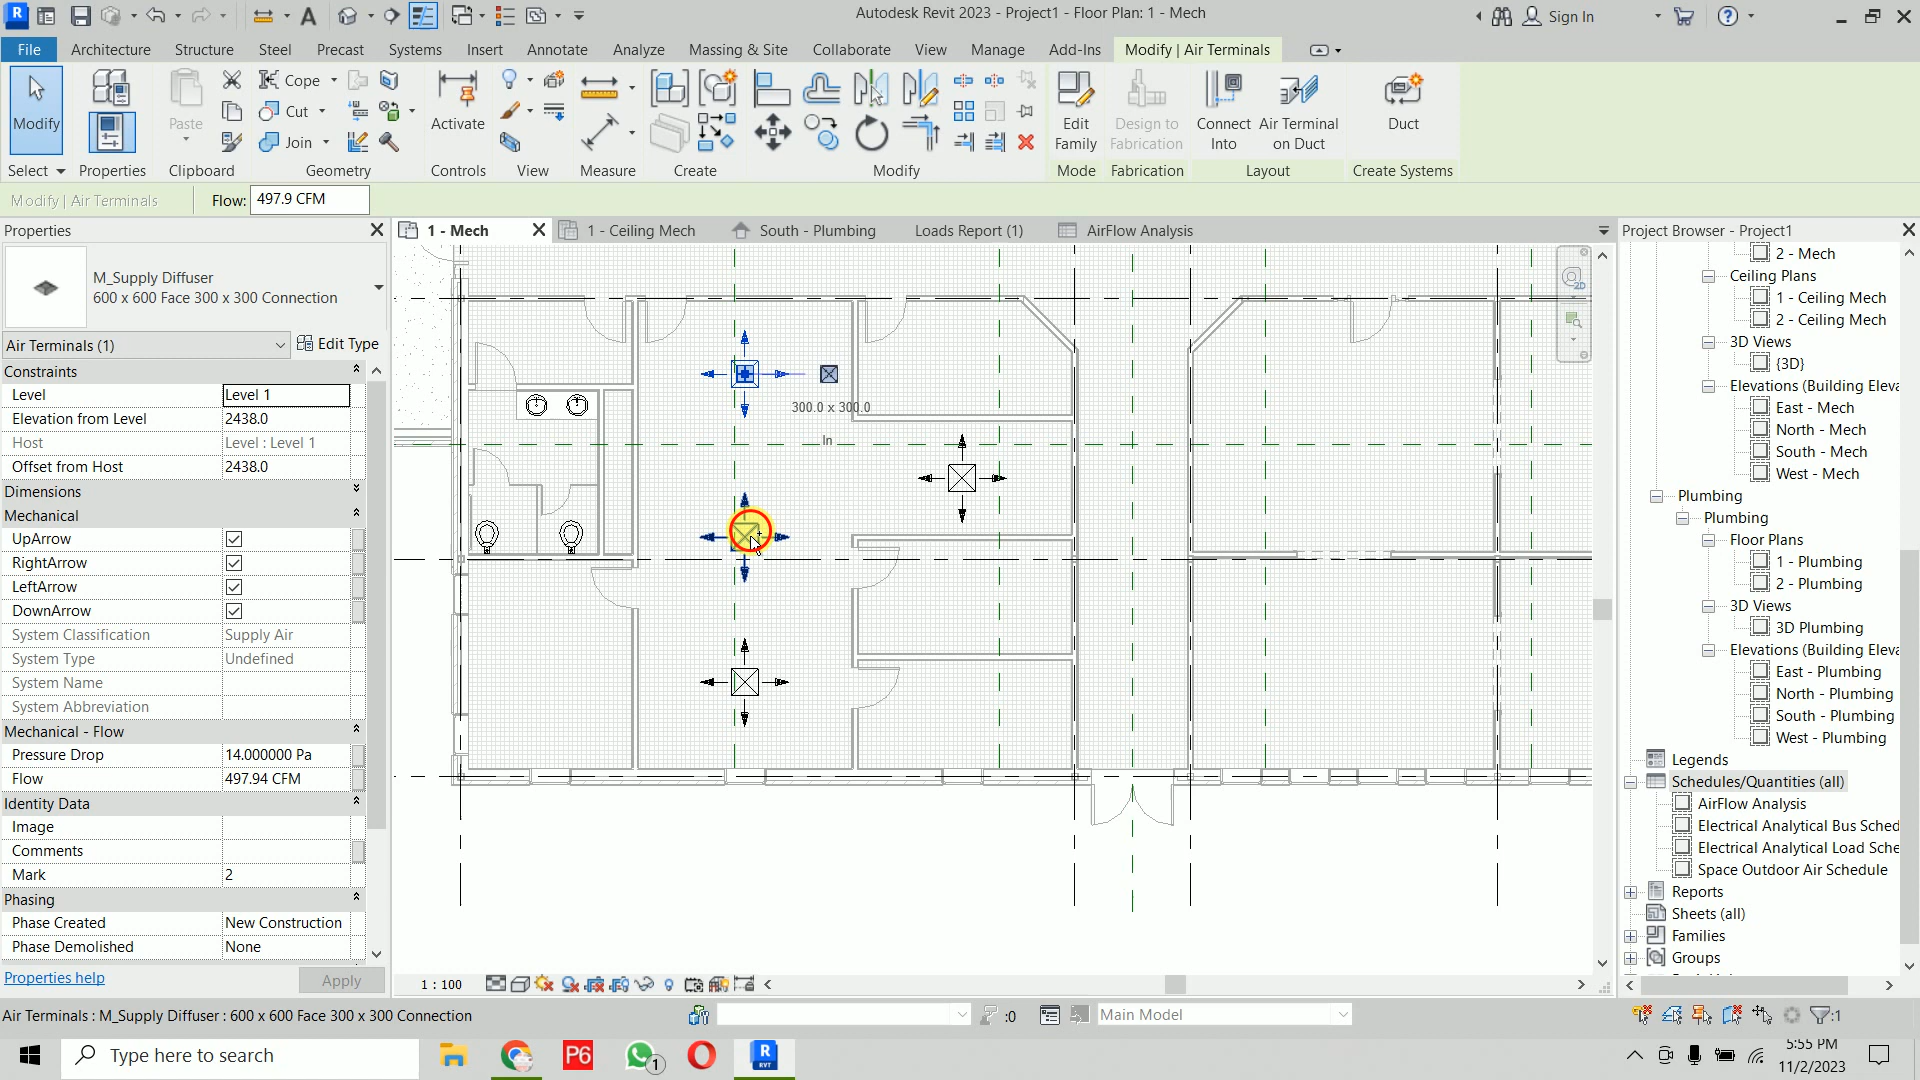 Autodesk Revit 2023 - Project1 - Floor Plan: 1 - Mech
Sign In
File Architecture Structure Steel Precast Systems Insert Annotate Analyze Massing & Site Collaborate View Manage Add-Ins Modify | Air Terminals
Modify Paste Cope Cut Join Activate Edit Family Design to Fabrication Connect Into Air Terminal on Duct Duct
Select Properties Clipboard Geometry Controls View Measure Create Modify Mode Fabrication Layout Create Systems
Modify | Air Terminals Flow: 497.9 CFM
Properties
1 - Mech 1 - Ceiling Mech South - Plumbing Loads Report (1) AirFlow Analysis
Project Browser - Project1
M_Supply Diffuser
600 x 600 Face 300 x 300 Connection
Air Terminals (1) Edit Type
Constraints
Level Level 1
Elevation from Level 2438.0
Host Level : Level 1
Offset from Host 2438.0
Dimensions
Mechanical
UpArrow
RightArrow
LeftArrow
DownArrow
System Classification Supply Air
System Type Undefined
System Name
System Abbreviation
Mechanical - Flow
Pressure Drop 14.000000 Pa
Flow 497.94 CFM
Identity Data
Image
Comments
Mark 2
Phasing
Phase Created New Construction
Phase Demolished None
Properties help Apply
300.0 x 300.0
In
2D
2 - Mech
Ceiling Plans
1 - Ceiling Mech
2 - Ceiling Mech
3D Views
{3D}
Elevations (Building Eleva
East - Mech
North - Mech
South - Mech
West - Mech
Plumbing
Plumbing
Floor Plans
1 - Plumbing
2 - Plumbing
3D Views
3D Plumbing
Elevations (Building Eleva
East - Plumbing
North - Plumbing
South - Plumbing
West - Plumbing
Legends
Schedules/Quantities (all)
AirFlow Analysis
Electrical Analytical Bus Sched
Electrical Analytical Load Sche
Space Outdoor Air Schedule
Reports
Sheets (all)
Families
Groups
1 : 100
Air Terminals : M_Supply Diffuser : 600 x 600 Face 300 x 300 Connection
:0
Main Model
:1
Type here to search
P6
1
R
RVT
5:55 PM
11/2/2023